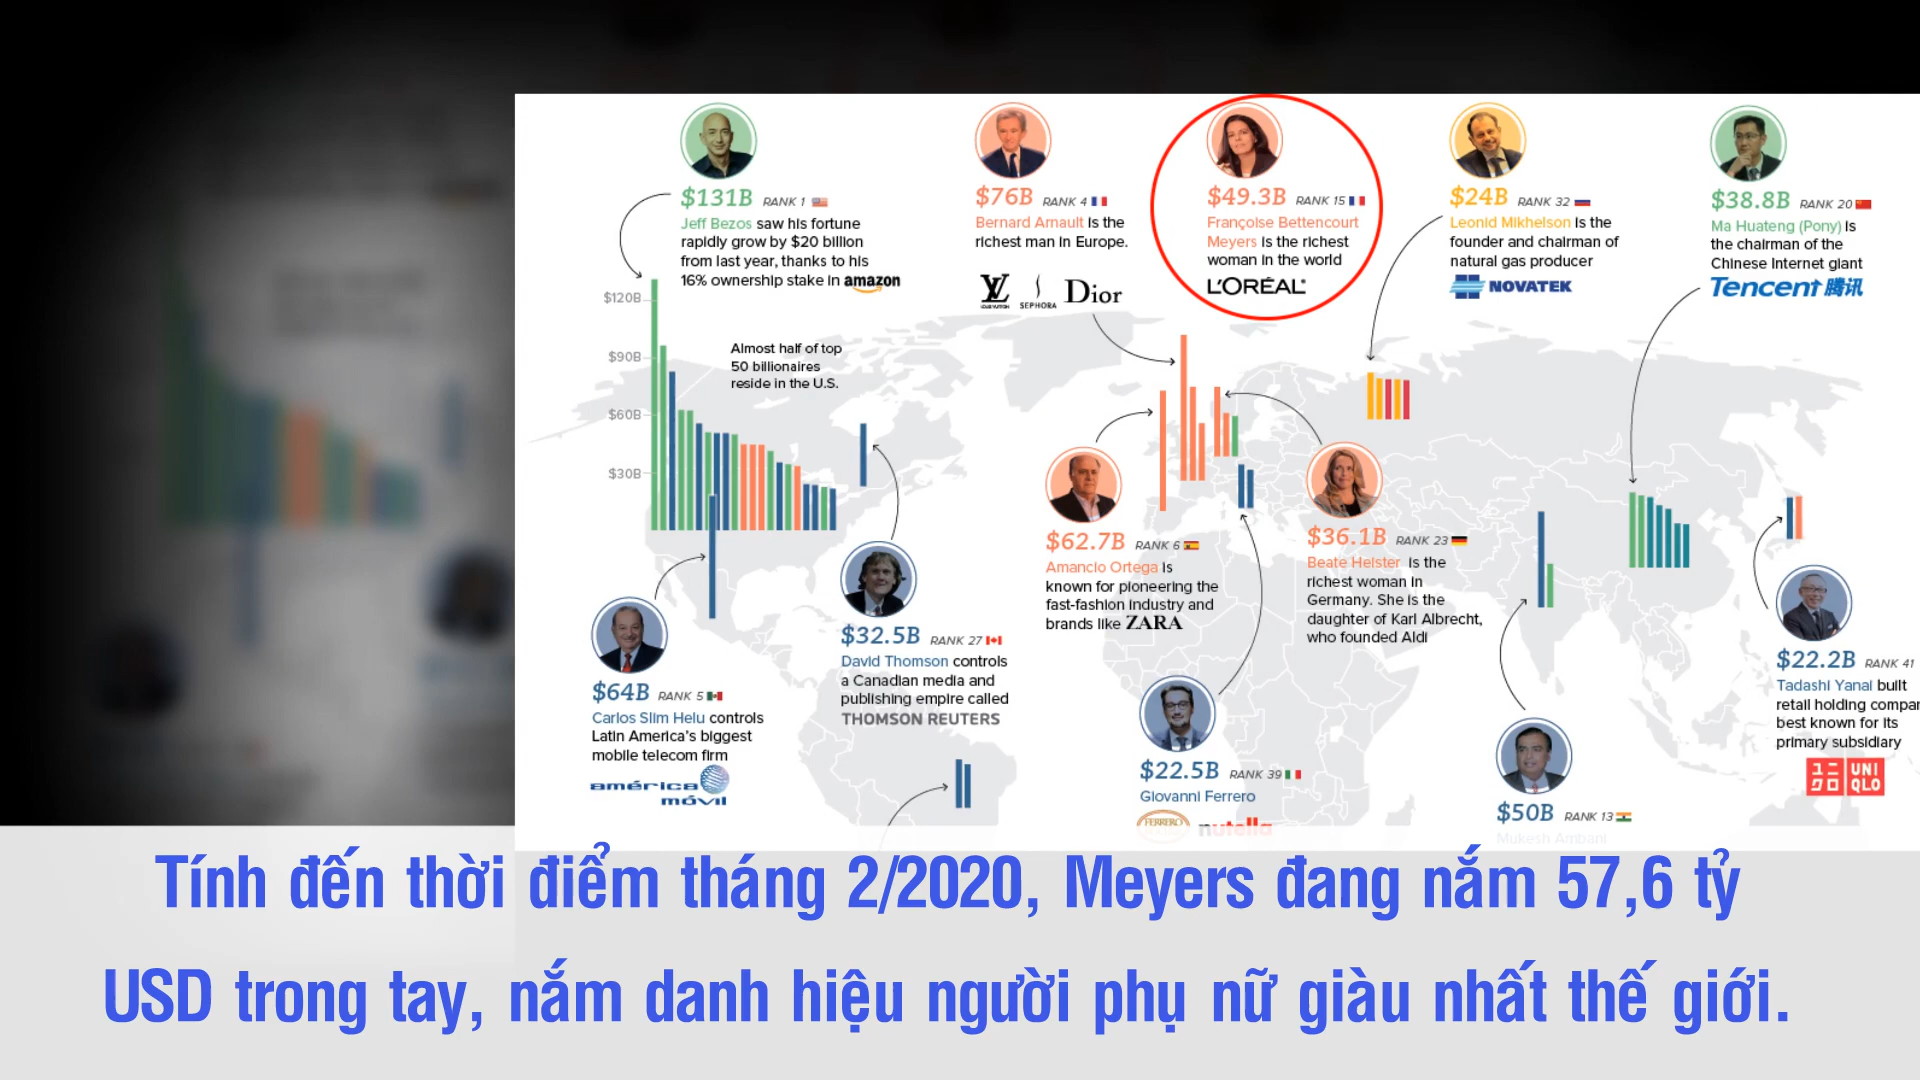 $131B RANK 1
Jeff Bezos saw his fortune
rapidly grow by $20 billion
from last year, thanks to his
16% ownership stake in amazon
$76B RANK 4
Bernard Arnault is the
richest man in Europe.
LOUIS VUITTON SEPHORA Dior
$49.3B RANK 15
Françoise Bettencourt
Meyers is the richest
woman in the world
L'ORÉAL
$24B RANK 32
Leonid Mikhelson is the
founder and chairman of
natural gas producer
NOVATEK
$38.8B RANK 20
Ma Huateng (Pony) is
the chairman of the
Chinese Internet giant
Tencent 腾讯
$120B
$90B
$60B
$30B
Almost half of top
50 billionaires
reside in the U.S.
$64B RANK 5
Carlos Slim Helu controls
Latin America's biggest
mobile telecom firm
américa
móvil
$32.5B RANK 27
David Thomson controls
a Canadian media and
publishing empire called
THOMSON REUTERS
$62.7B RANK 6
Amancio Ortega is
known for pioneering the
fast-fashion industry and
brands like ZARA
$36.1B RANK 23
Beate Heister is the
richest woman in
Germany. She is the
daughter of Karl Albrecht,
who founded Aldi
$22.5B RANK 39
Giovanni Ferrero
FERRERO nutella
$50B RANK 13
Mukesh Ambani
$22.2B RANK 41
Tadashi Yanai built
retail holding compar
best known for its
primary subsidiary
ユニ
クロ
UNI
QLO
Tính đến thời điểm tháng 2/2020, Meyers đang nắm 57,6 tỷ
USD trong tay, nắm danh hiệu người phụ nữ giàu nhất thế giới.